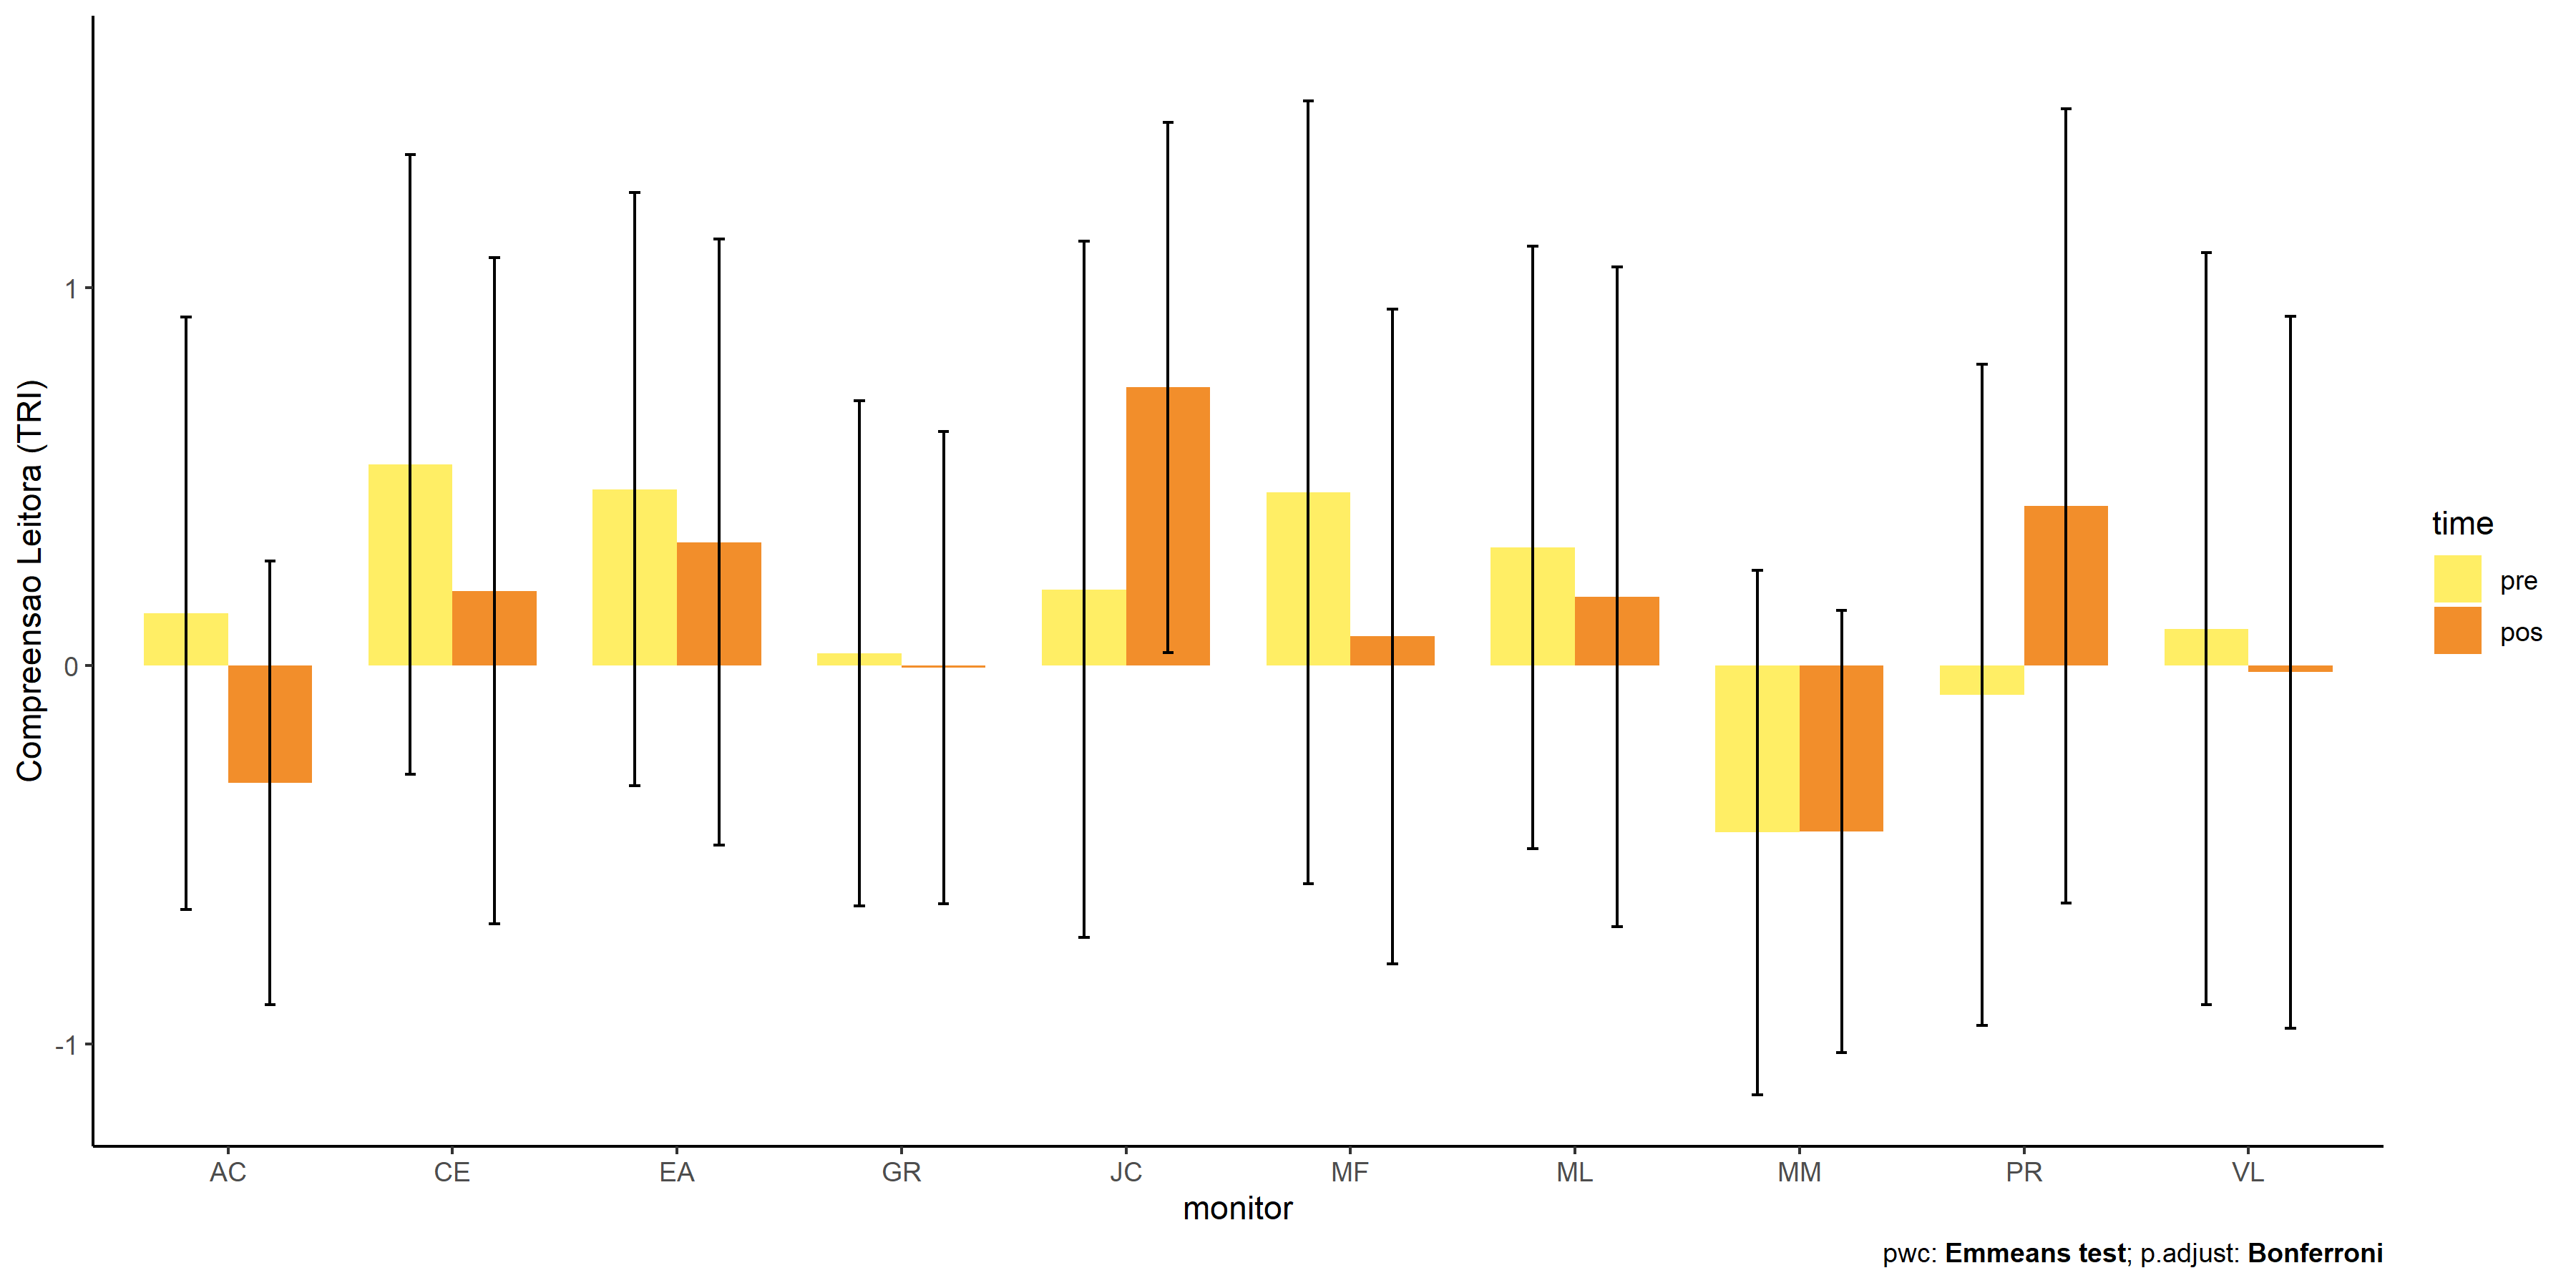 Compreensao Leitora (TRI)
1
0
-1
AC CE EA GR JC MF ML MM PR VL
monitor
time
pre
pos
pwc: Emmeans test; p.adjust: Bonferroni